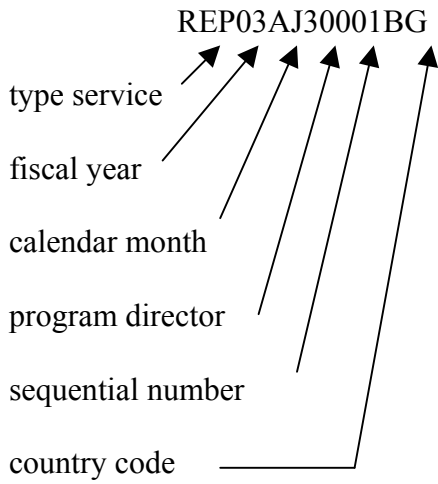 REP03AJ30001BG
type service
fiscal year
calendar month
program director
sequential number
country code